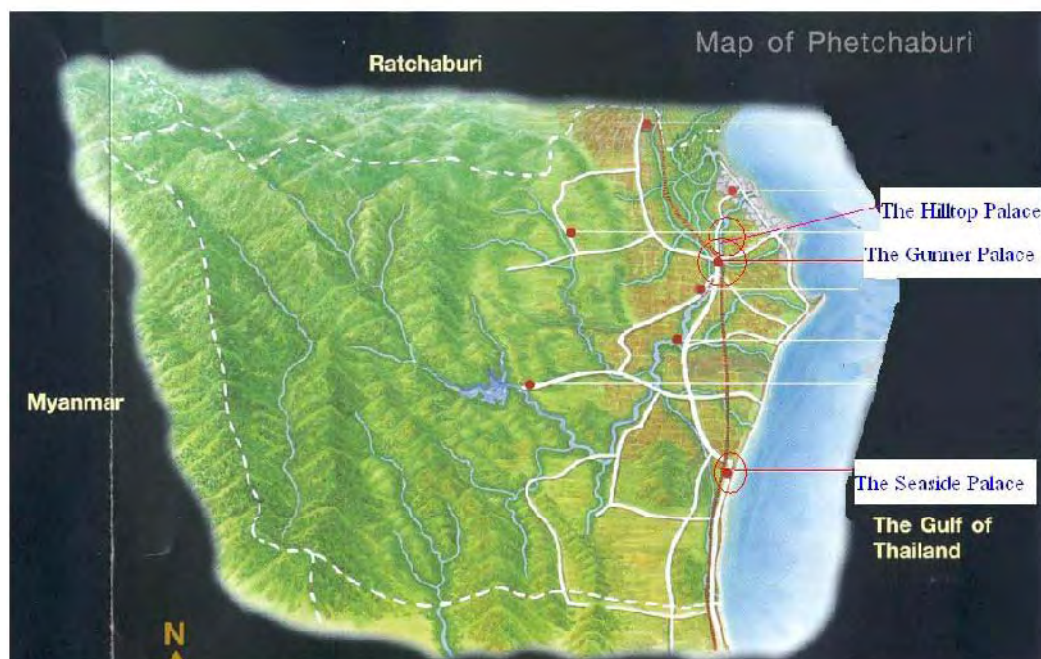 Map of Phetchaburi
Ratchaburi
The Hilltop Palace
The Gunner Palace
Myanmar
The Seaside Palace
The Gulf of
Thailand
N